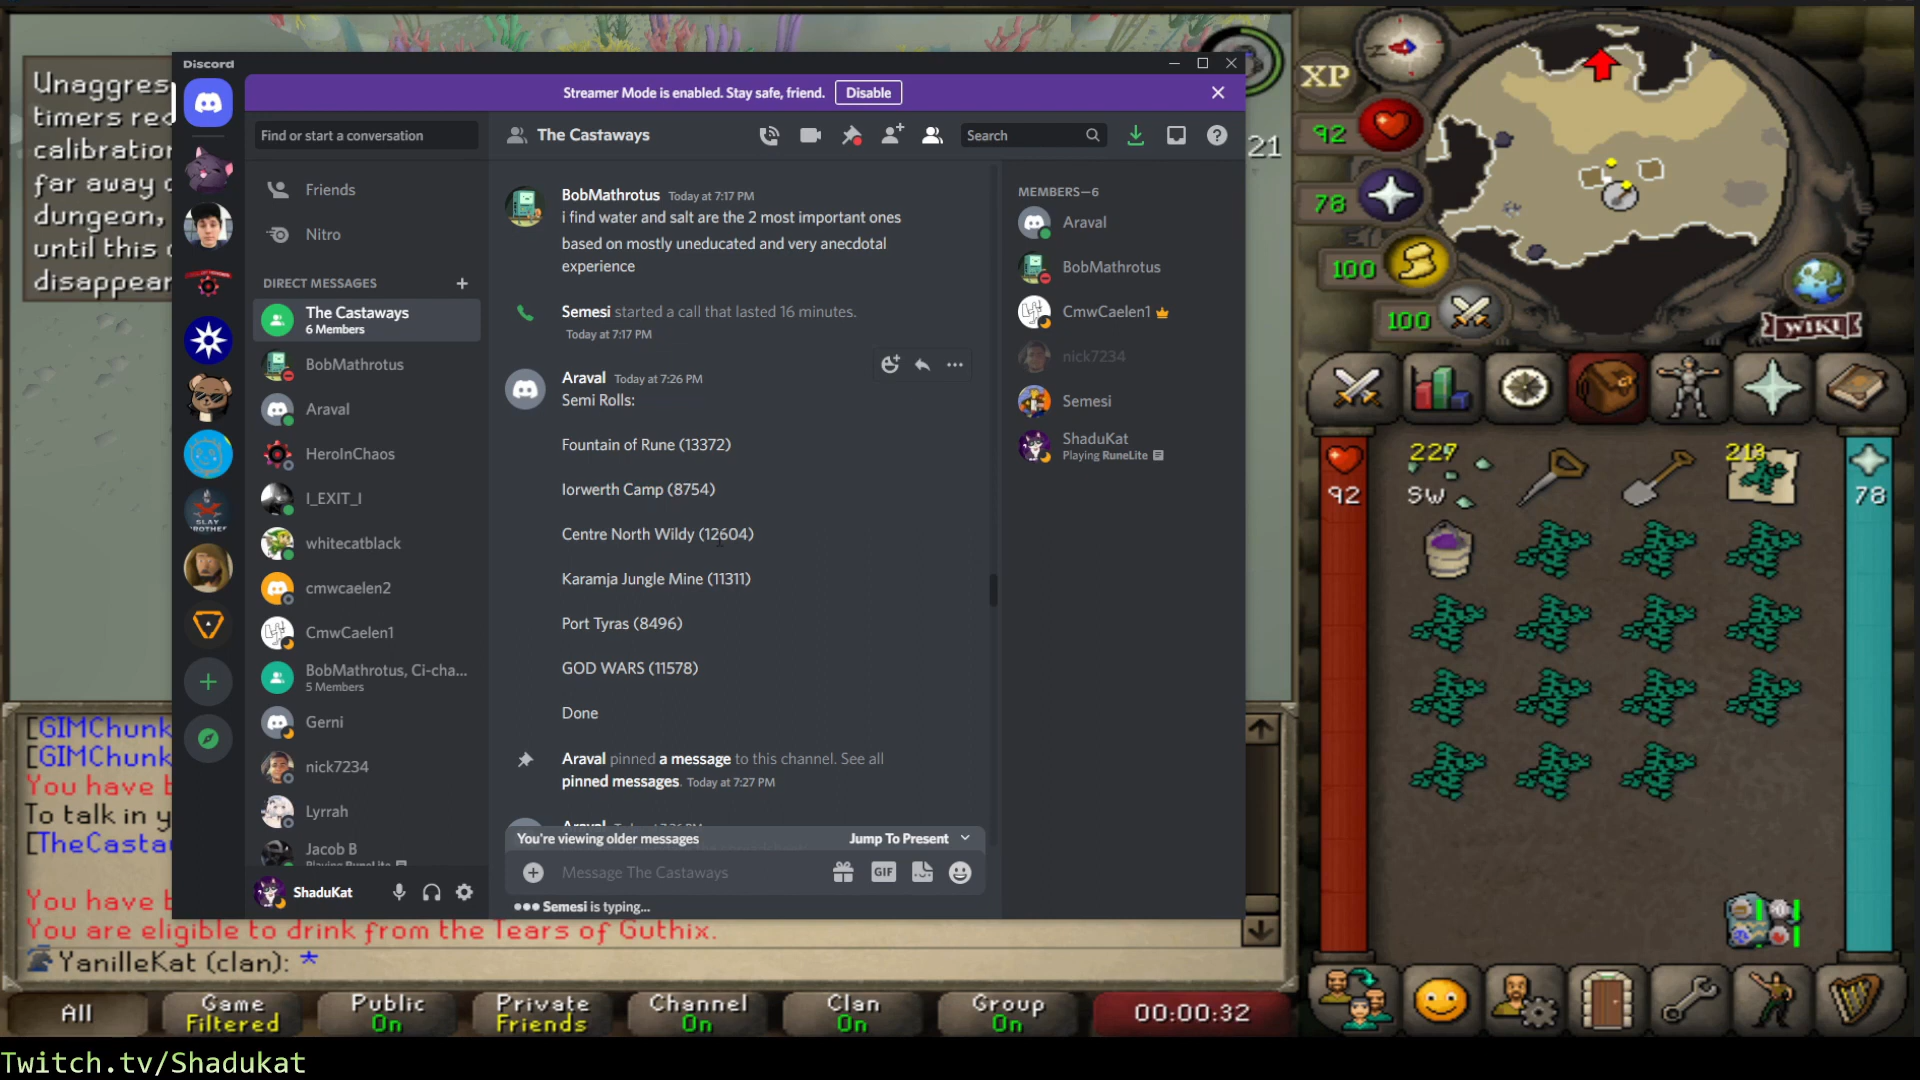 Discord
Streamer Mode is enabled. Stay safe, friend.
Disable
Unaggres
timers re
calibration
far away
dungeon,
until this
disappear
Find or start a conversation
Friends
Nitro
DIRECT MESSAGES
The Castaways
6 Members
BobMathrotus
Araval
HeroInChaos
I_EXIT_I
whitecatblack
cmwcaelen2
CmwCaelen1
BobMathrotus, Ci-cha...
5 Members
Gerni
nick7234
Lyrrah
Jacob B
Playing RuneLite
ShaduKat
SLAY
The Castaways
Search
BobMathrotus Today at 7:17 PM
i find water and salt are the 2 most important ones
based on mostly uneducated and very anecdotal
experience
Semesi started a call that lasted 16 minutes.
Today at 7:17 PM
Araval Today at 7:26 PM
Semi Rolls:
Fountain of Rune (13372)
Iorwerth Camp (8754)
Centre North Wildy (12604)
Karamja Jungle Mine (11311)
Port Tyras (8496)
GOD WARS (11578)
Done
Araval pinned a message to this channel. See all
pinned messages. Today at 7:27 PM
You're viewing older messages
Jump To Present
Message The Castaways
GIF
Semesi is typing...
MEMBERS—6
Araval
BobMathrotus
CmwCaelen1
nick7234
Semesi
ShaduKat
Playing RuneLite
21
XP
92
78
100
100
WIKI
92
227
SW
213
78
[GIMChunk
[GIMChunk
You have
To talk in y
[TheCasta
You have
You are eligible to drink from the Tears of Guthix.
YanilleKat (clan): *
All
Game
Filtered
Public
On
Private
Friends
Channel
On
Clan
On
Group
On
00:00:32
Twitch.tv/Shadukat